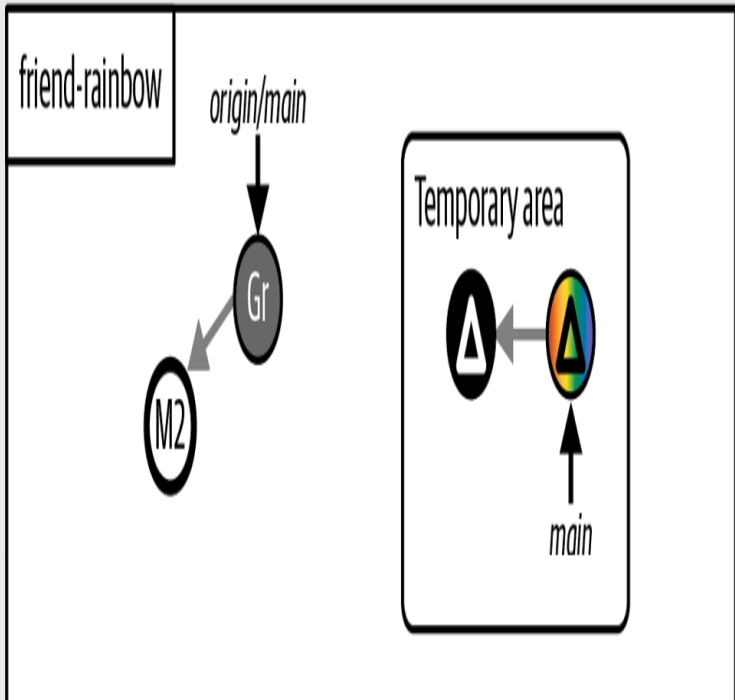 friend-rainbow
origin/main
Temporary area
Gr
M2
main